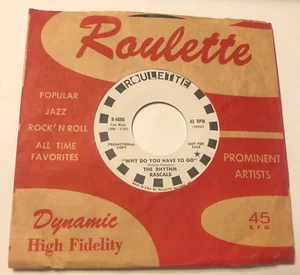 Roulette
ROULETTE
POPULAR
JAZZ
ROCK 'N ROLL
ALL TIME
FAVORITES
R-4086
45 RPM
PROMOTIONAL
COPY
NOT FOR
SALE
"WHY DO YOU HAVE TO GO"
THE RHYTHM
RASCALS
PROMINENT
ARTISTS
Dynamic
High Fidelity
45
R.P.M.